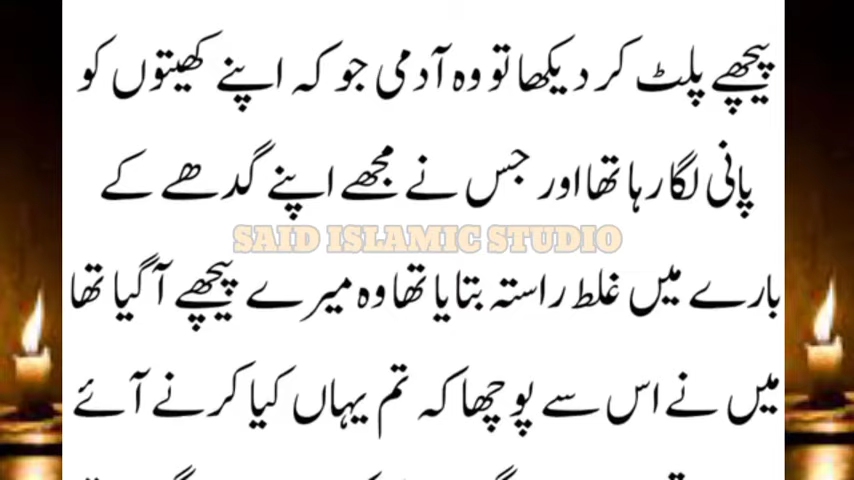 پیچھے پلٹ کر دیکھا تو وہ آدمی جو کہ اپنے کھیتوں کو
پانی لگا رہا تھا اور جس نے مجھے اپنے گدھے کے
SAID ISLAMIC STUDIO
بارے میں غلط راستہ بتایا تھا وہ میرے پیچھے آگیا تھا
میں نے اس سے پوچھا کہ تم یہاں کیا کرنے آئے